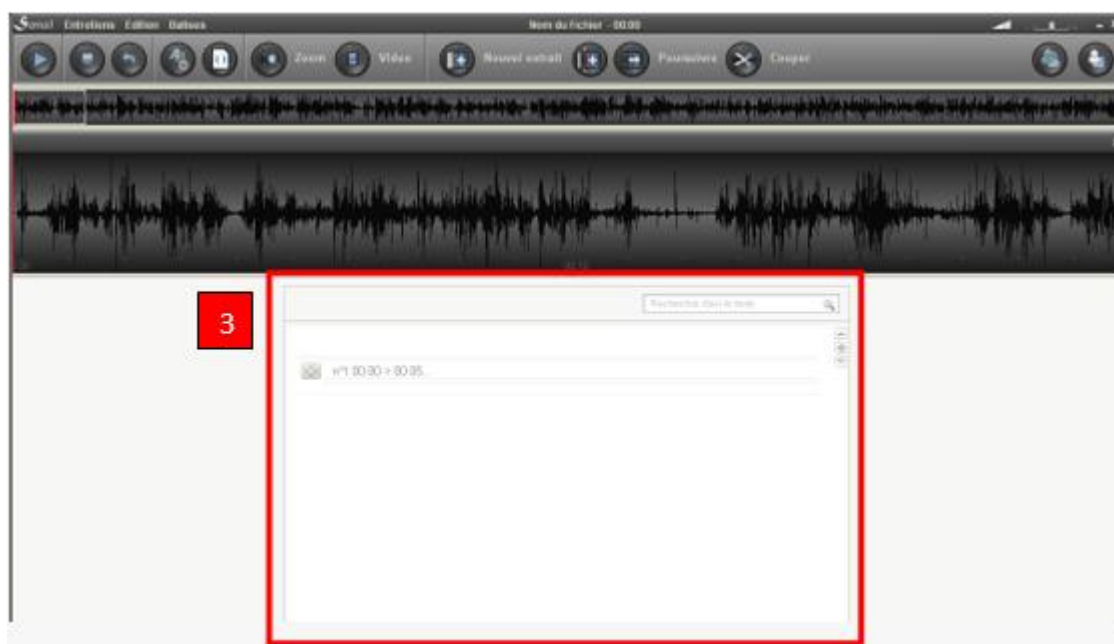 Sonal Entretiens Edition Balises Nom du Fichier - 00:00
Zoom Video Nouvel extrait Poursuivre Couper
3
Rechercher dans le texte
n°1 00:00 > 00:05